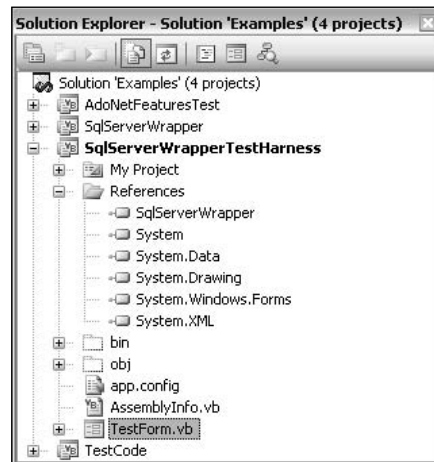 Solution Explorer - Solution 'Examples' (4 projects)
Solution 'Examples' (4 projects)
AdoNetFeaturesTest
SqlServerWrapper
SqlServerWrapperTestHarness
My Project
References
SqlServerWrapper
System
System.Data
System.Drawing
System.Windows.Forms
System.XML
bin
obj
app.config
AssemblyInfo.vb
TestForm.vb
TestCode